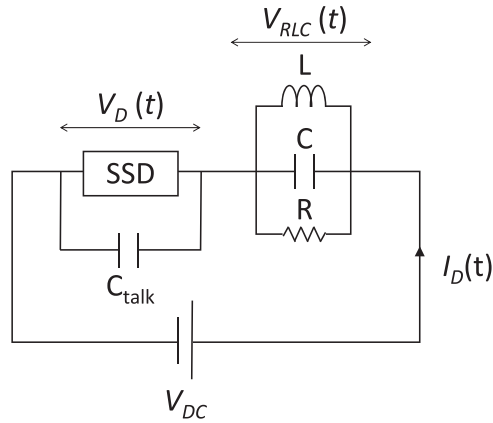 V_RLC (t)
L
V_D (t)
C
SSD
R
I_D(t)
C_talk
V_DC